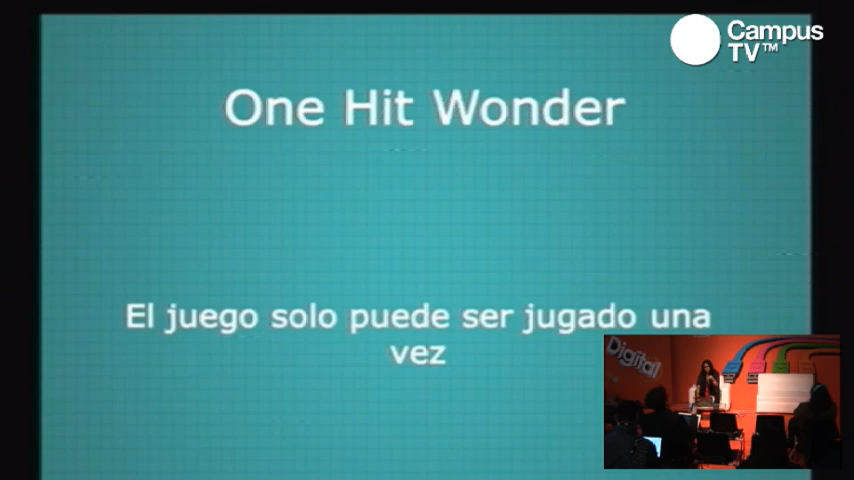 Campus
TV™
One Hit Wonder
El juego solo puede ser jugado una
vez
Digital